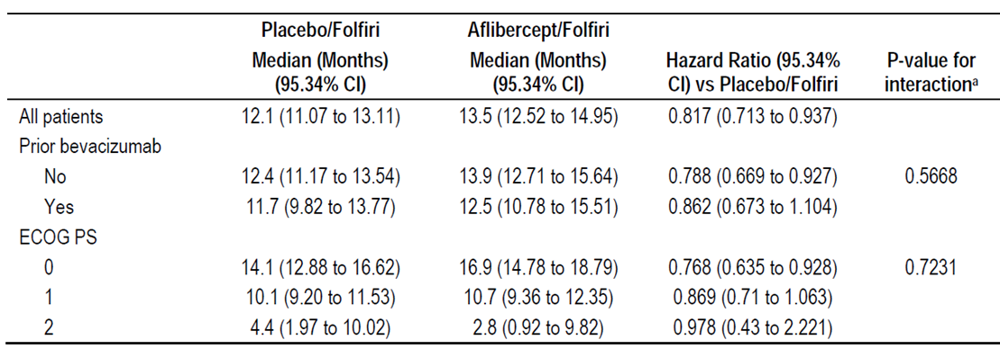 Placebo/Folfiri Aflibercept/Folfiri
Median (Months) Median (Months) Hazard Ratio (95.34% P-value for
(95.34% CI) (95.34% CI) CI) vs Placebo/Folfiri interactionᵃ
All patients 12.1 (11.07 to 13.11) 13.5 (12.52 to 14.95) 0.817 (0.713 to 0.937)
Prior bevacizumab
No 12.4 (11.17 to 13.54) 13.9 (12.71 to 15.64) 0.788 (0.669 to 0.927) 0.5668
Yes 11.7 (9.82 to 13.77) 12.5 (10.78 to 15.51) 0.862 (0.673 to 1.104)
ECOG PS
0 14.1 (12.88 to 16.62) 16.9 (14.78 to 18.79) 0.768 (0.635 to 0.928) 0.7231
1 10.1 (9.20 to 11.53) 10.7 (9.36 to 12.35) 0.869 (0.71 to 1.063)
2 4.4 (1.97 to 10.02) 2.8 (0.92 to 9.82) 0.978 (0.43 to 2.221)